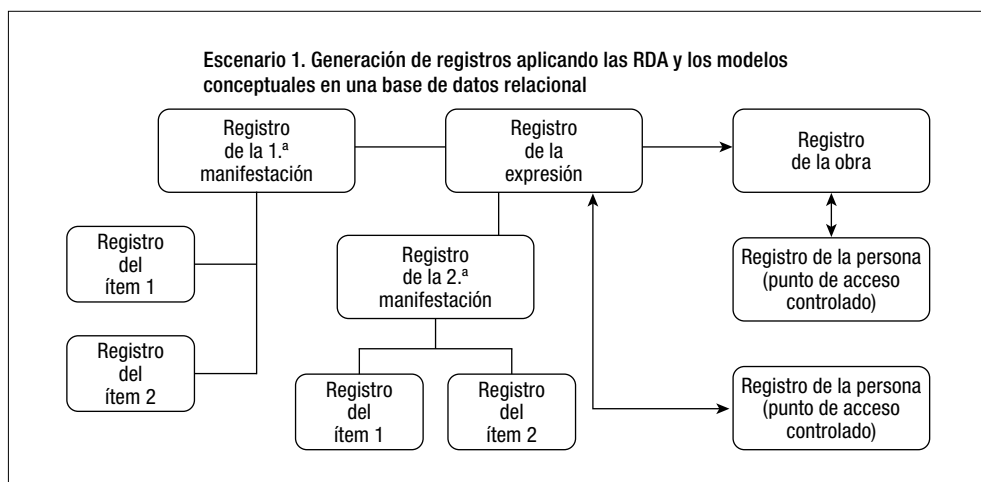 Escenario 1. Generación de registros aplicando las RDA y los modelos
conceptuales en una base de datos relacional
Registro
de la 1.ª
manifestación
Registro
de la
expresión
Registro
de la obra
Registro
del
ítem 1
Registro
de la 2.ª
manifestación
Registro de la persona
(punto de acceso
controlado)
Registro
del
ítem 2
Registro
del
ítem 1
Registro
del
ítem 2
Registro de la persona
(punto de acceso
controlado)